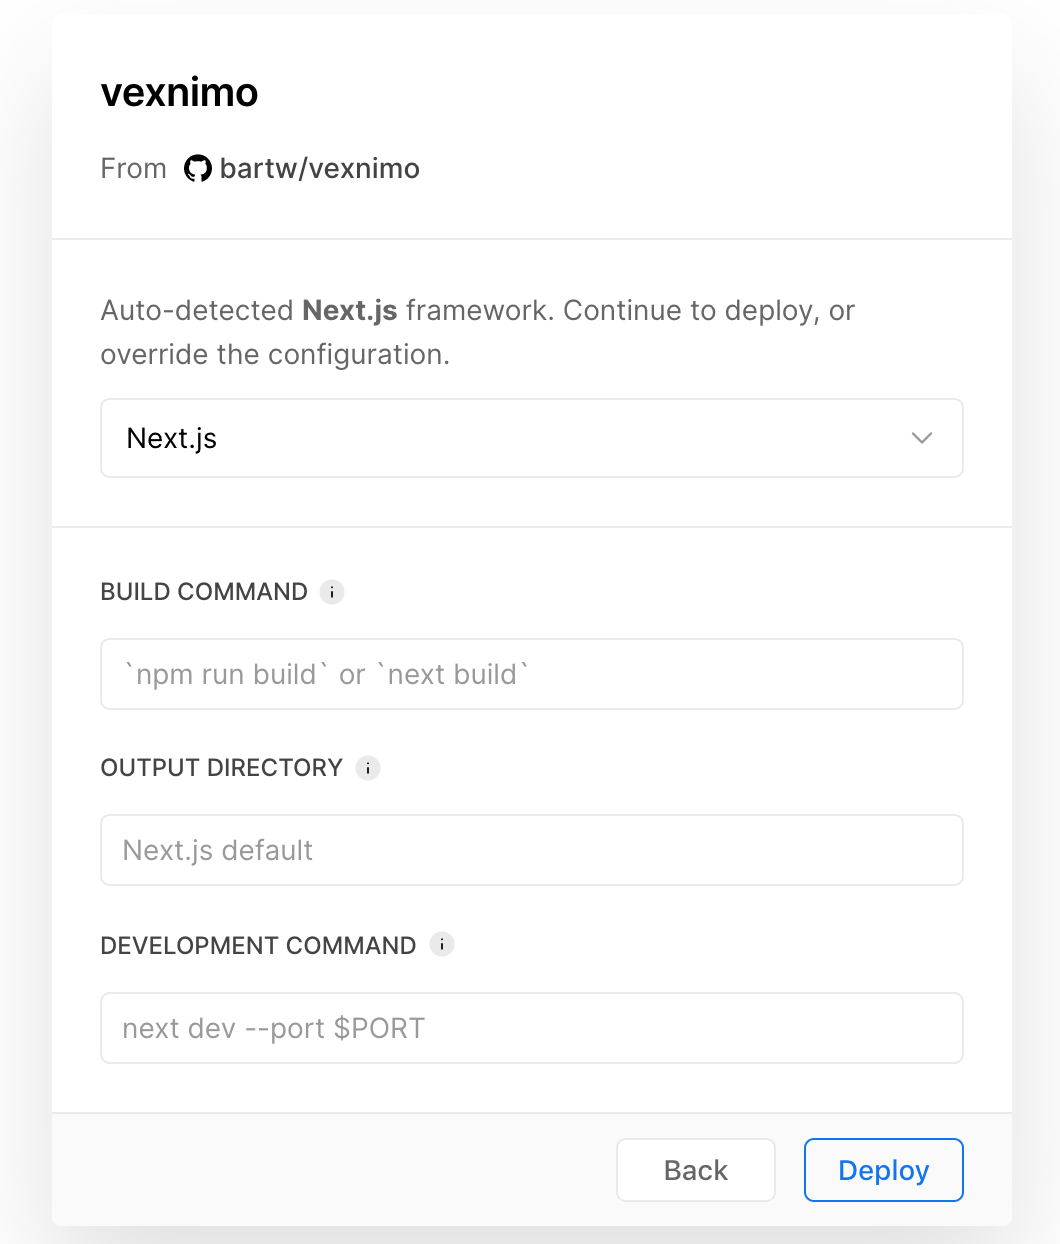 vexnimo
From bartw/vexnimo
Auto-detected Next.js framework. Continue to deploy, or
override the configuration.
Next.js
BUILD COMMAND i
`npm run build` or `next build`
OUTPUT DIRECTORY i
Next.js default
DEVELOPMENT COMMAND i
next dev --port $PORT
Back Deploy